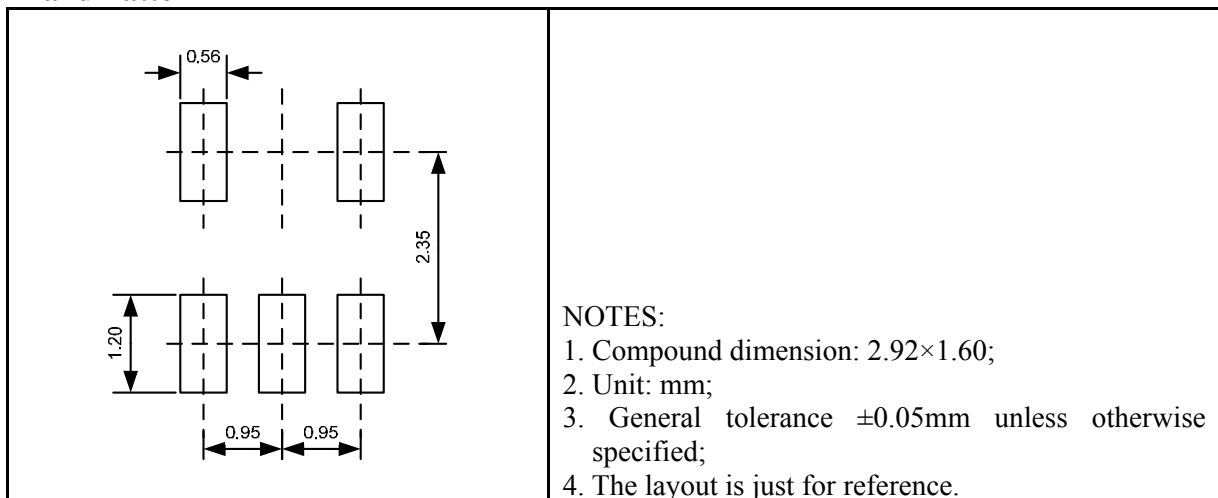 0.56
2.35
1.20
0.95 0.95
NOTES:
1. Compound dimension: 2.92×1.60;
2. Unit: mm;
3. General tolerance ±0.05mm unless otherwise
specified;
4. The layout is just for reference.